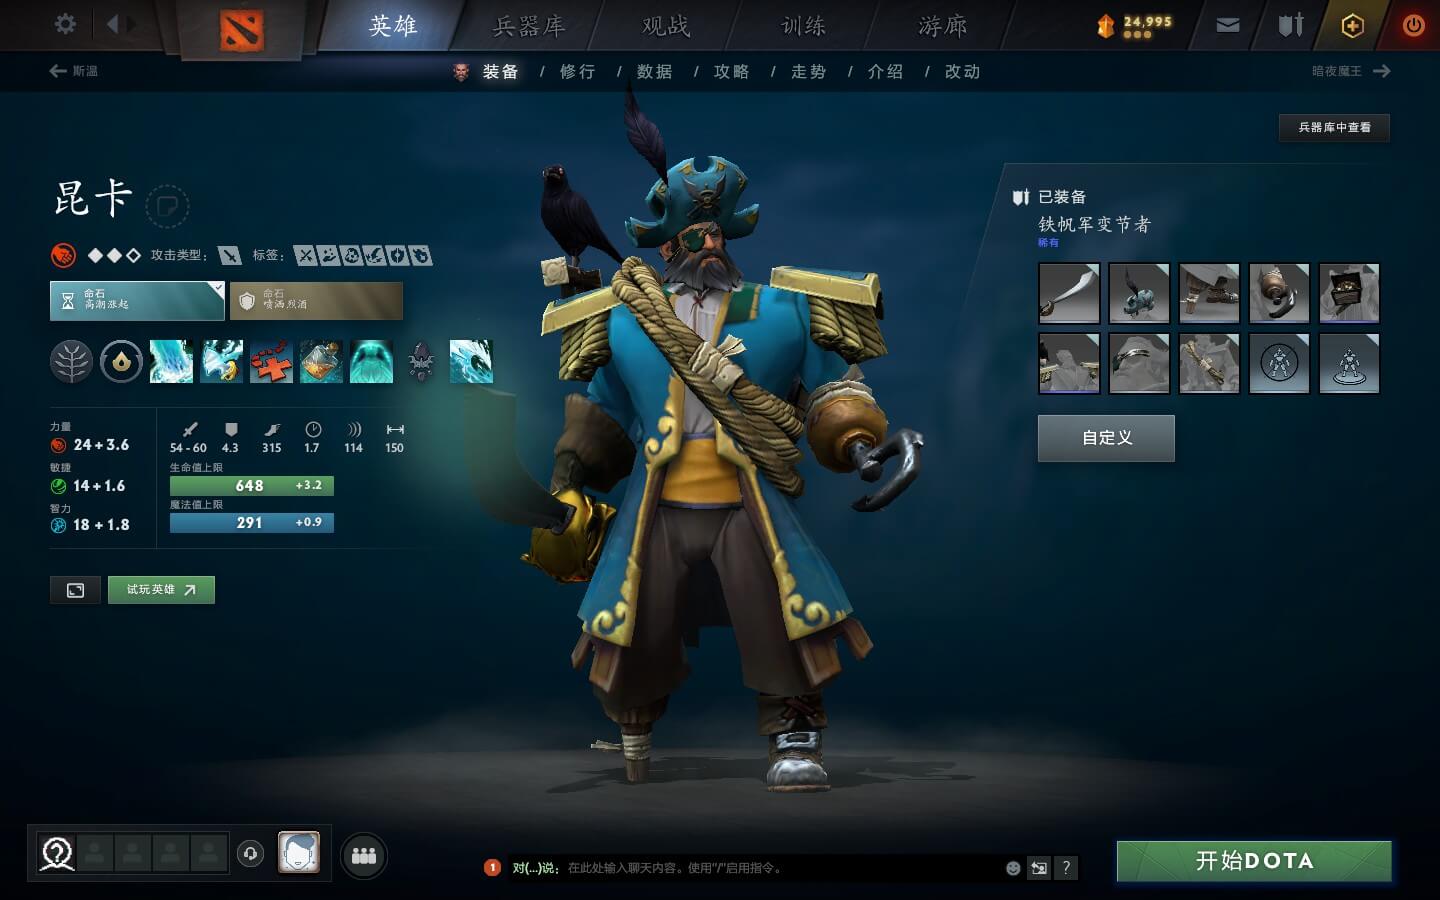 英雄
兵器库
观战
训练
游廊
24,995
斯温
装备 / 修行 / 数据 / 攻略 / 走势 / 介绍 / 改动
暗夜魔王
兵器库中查看
昆卡
已装备
铁帆军变节者
稀有
攻击类型：
标签：
命石
高潮涨起
命石
喷洒烈酒
力量
24 + 3.6
敏捷
14 + 1.6
智力
18 + 1.8
54 - 60 4.3 315 1.7 114 150
生命值上限
648 +3.2
魔法值上限
291 +0.9
自定义
试玩英雄
1
对(...)说： 在此处输入聊天内容。使用“/”启用指令。
?
开始DOTA